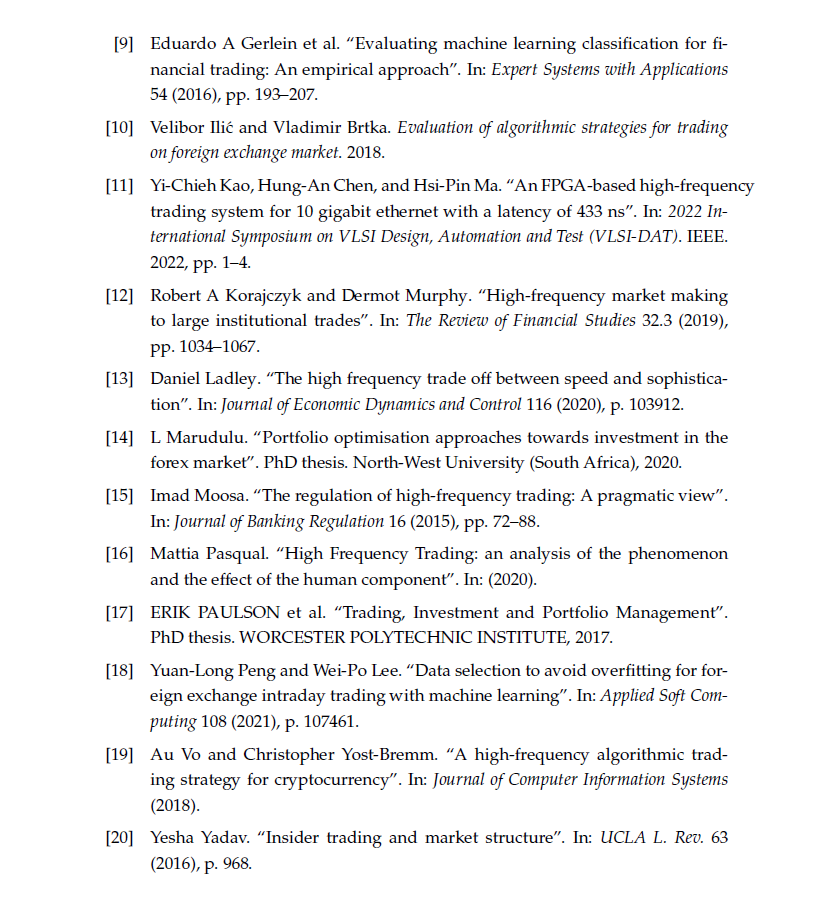 [9] Eduardo A Gerlein et al. “Evaluating machine learning classification for fi-
nancial trading: An empirical approach”. In: Expert Systems with Applications
54 (2016), pp. 193–207.
[10] Velibor Ilić and Vladimir Brtka. Evaluation of algorithmic strategies for trading
on foreign exchange market. 2018.
[11] Yi-Chieh Kao, Hung-An Chen, and Hsi-Pin Ma. “An FPGA-based high-frequency
trading system for 10 gigabit ethernet with a latency of 433 ns”. In: 2022 In-
ternational Symposium on VLSI Design, Automation and Test (VLSI-DAT). IEEE.
2022, pp. 1–4.
[12] Robert A Korajczyk and Dermot Murphy. “High-frequency market making
to large institutional trades”. In: The Review of Financial Studies 32.3 (2019),
pp. 1034–1067.
[13] Daniel Ladley. “The high frequency trade off between speed and sophistica-
tion”. In: Journal of Economic Dynamics and Control 116 (2020), p. 103912.
[14] L Marudulu. “Portfolio optimisation approaches towards investment in the
forex market”. PhD thesis. North-West University (South Africa), 2020.
[15] Imad Moosa. “The regulation of high-frequency trading: A pragmatic view”.
In: Journal of Banking Regulation 16 (2015), pp. 72–88.
[16] Mattia Pasqual. “High Frequency Trading: an analysis of the phenomenon
and the effect of the human component”. In: (2020).
[17] ERIK PAULSON et al. “Trading, Investment and Portfolio Management”.
PhD thesis. WORCESTER POLYTECHNIC INSTITUTE, 2017.
[18] Yuan-Long Peng and Wei-Po Lee. “Data selection to avoid overfitting for for-
eign exchange intraday trading with machine learning”. In: Applied Soft Com-
puting 108 (2021), p. 107461.
[19] Au Vo and Christopher Yost-Bremm. “A high-frequency algorithmic trad-
ing strategy for cryptocurrency”. In: Journal of Computer Information Systems
(2018).
[20] Yesha Yadav. “Insider trading and market structure”. In: UCLA L. Rev. 63
(2016), p. 968.